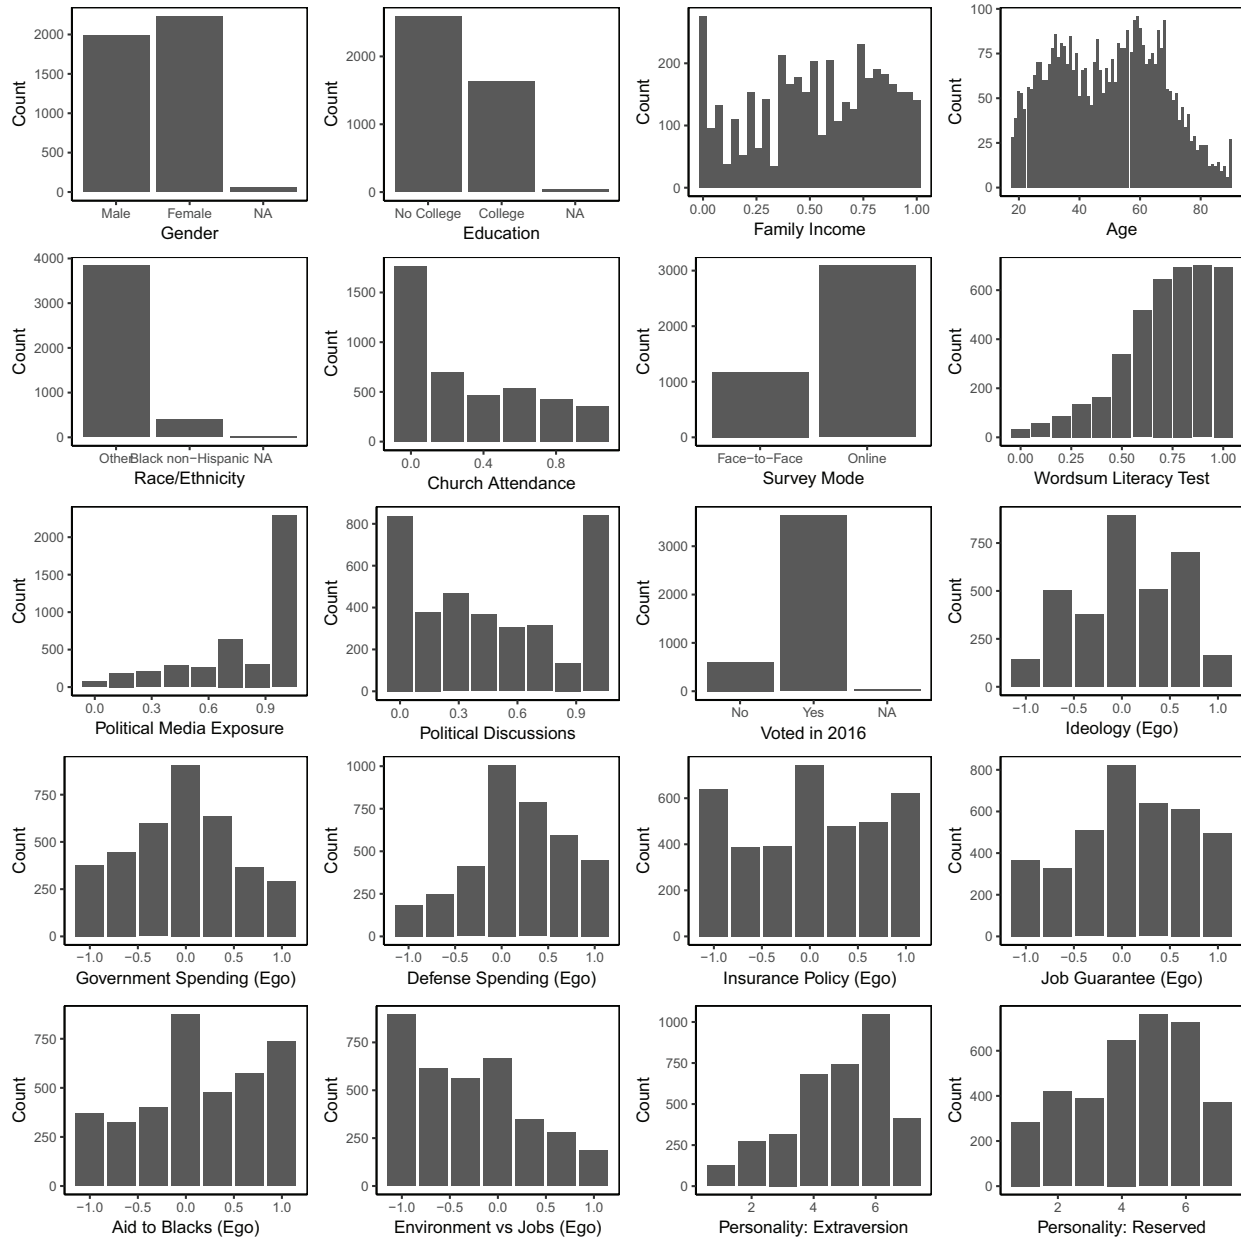 Count
2000
1500
1000
500
0
Male Female NA
Gender
Count
2000
1000
0
No College College NA
Education
Count
200
100
0
0.00 0.25 0.50 0.75 1.00
Family Income
Count
100
75
50
25
0
20 40 60 80
Age
Count
4000
3000
2000
1000
0
Other Black non−Hispanic NA
Race/Ethnicity
Count
1500
1000
500
0
0.0 0.4 0.8
Church Attendance
Count
3000
2000
1000
0
Face−to−Face Online
Survey Mode
Count
600
400
200
0
0.00 0.25 0.50 0.75 1.00
Wordsum Literacy Test
Count
2000
1500
1000
500
0
0.0 0.3 0.6 0.9
Political Media Exposure
Count
800
600
400
200
0
0.0 0.3 0.6 0.9
Political Discussions
Count
3000
2000
1000
0
No Yes NA
Voted in 2016
Count
750
500
250
0
−1.0 −0.5 0.0 0.5 1.0
Ideology (Ego)
Count
750
500
250
0
−1.0 −0.5 0.0 0.5 1.0
Government Spending (Ego)
Count
1000
750
500
250
0
−1.0 −0.5 0.0 0.5 1.0
Defense Spending (Ego)
Count
600
400
200
0
−1.0 −0.5 0.0 0.5 1.0
Insurance Policy (Ego)
Count
800
600
400
200
0
−1.0 −0.5 0.0 0.5 1.0
Job Guarantee (Ego)
Count
750
500
250
0
−1.0 −0.5 0.0 0.5 1.0
Aid to Blacks (Ego)
Count
750
500
250
0
−1.0 −0.5 0.0 0.5 1.0
Environment vs Jobs (Ego)
Count
1000
750
500
250
0
2 4 6
Personality: Extraversion
Count
600
400
200
0
2 4 6
Personality: Reserved